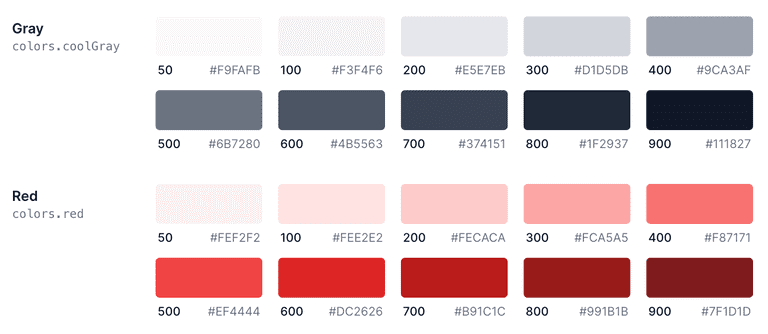 Gray
colors.coolGray
50 #F9FAFB 100 #F3F4F6 200 #E5E7EB 300 #D1D5DB 400 #9CA3AF
500 #6B7280 600 #4B5563 700 #374151 800 #1F2937 900 #111827
Red
colors.red
50 #FEF2F2 100 #FEE2E2 200 #FECACA 300 #FCA5A5 400 #F87171
500 #EF4444 600 #DC2626 700 #B91C1C 800 #991B1B 900 #7F1D1D